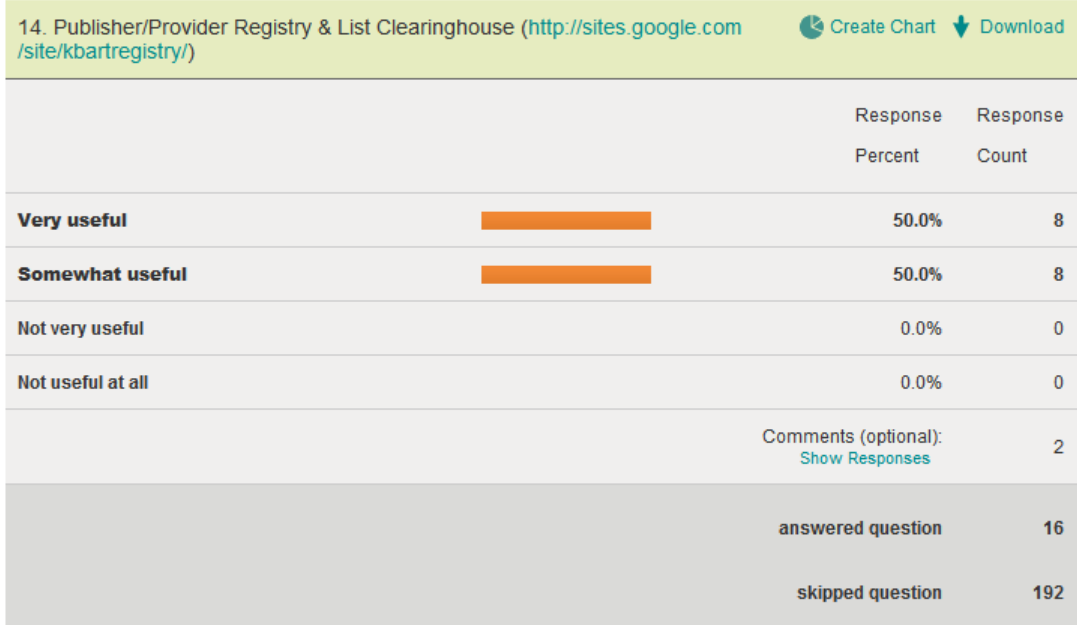 14. Publisher/Provider Registry & List Clearinghouse (http://sites.google.com Create Chart Download
/site/kbartregistry/)
Response Response
Percent Count
Very useful 50.0% 8
Somewhat useful 50.0% 8
Not very useful 0.0% 0
Not useful at all 0.0% 0
Comments (optional): 2
Show Responses
answered question 16
skipped question 192